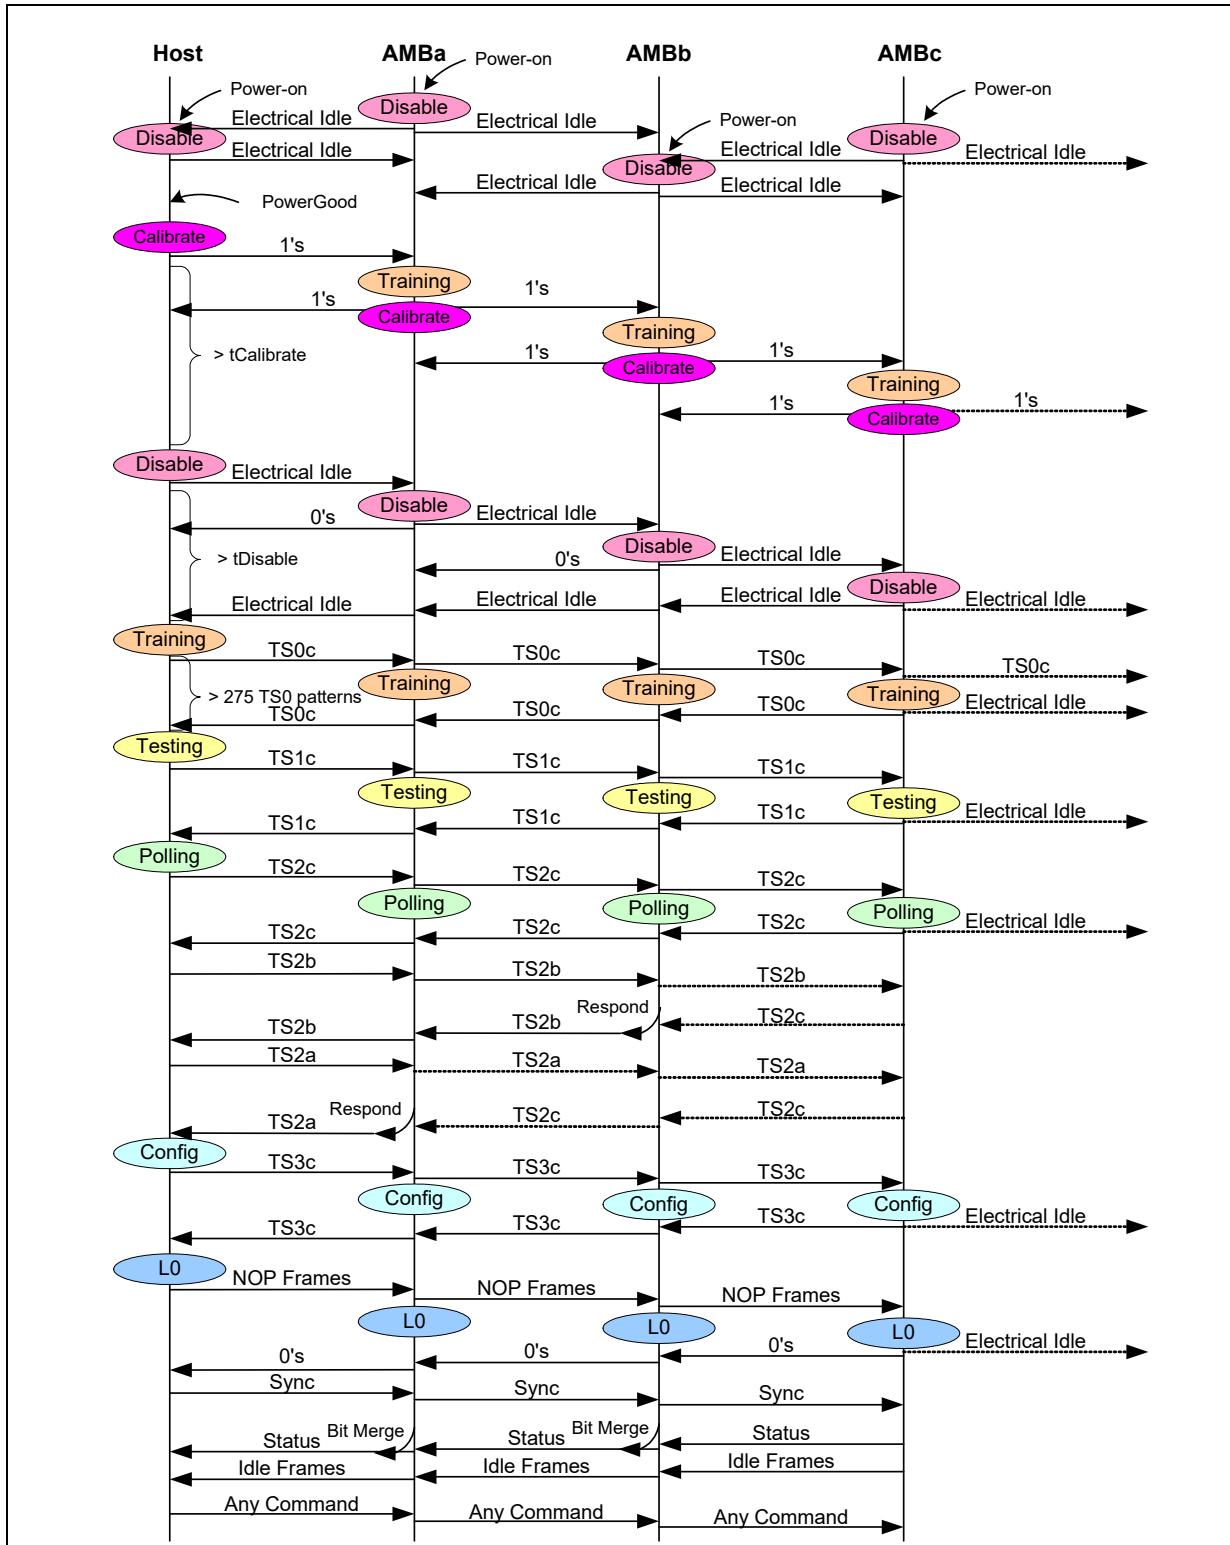 Host AMBa AMBb AMBc
Power-on
Power-on
Power-on
Power-on
Disable
Disable
Electrical Idle
Electrical Idle
Disable
Electrical Idle
Disable
Electrical Idle
Electrical Idle
Electrical Idle
Electrical Idle
PowerGood
Calibrate
1's
Training
1's
1's
Calibrate
Training
> tCalibrate
1's
1's
Calibrate
Training
1's
1's
Calibrate
Disable
Electrical Idle
Disable
0's
Electrical Idle
Disable
> tDisable
0's
Electrical Idle
Disable
Electrical Idle
Electrical Idle
Electrical Idle
Electrical Idle
Training
TS0c
TS0c
TS0c
TS0c
Training
Training
Training
> 275 TS0 patterns
TS0c
TS0c
TS0c
Electrical Idle
Testing
TS1c
TS1c
TS1c
Testing
Testing
Testing
TS1c
TS1c
TS1c
Electrical Idle
Polling
TS2c
TS2c
TS2c
Polling
Polling
Polling
TS2c
TS2c
TS2c
Electrical Idle
TS2b
TS2b
TS2b
Respond
TS2b
TS2b
TS2c
TS2a
TS2a
TS2a
Respond
TS2a
TS2c
TS2c
Config
TS3c
TS3c
TS3c
Config
Config
Config
TS3c
TS3c
TS3c
Electrical Idle
L0
NOP Frames
NOP Frames
NOP Frames
L0
L0
L0
0's
0's
0's
Electrical Idle
Sync
Sync
Sync
Bit Merge
Bit Merge
Status
Status
Status
Idle Frames
Idle Frames
Idle Frames
Any Command
Any Command
Any Command